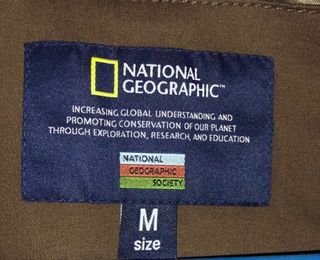 NATIONAL
GEOGRAPHIC™
INCREASING GLOBAL UNDERSTANDING AND
PROMOTING CONSERVATION OF OUR PLANET
THROUGH EXPLORATION, RESEARCH, AND EDUCATION
NATIONAL
GEOGRAPHIC
SOCIETY
M
size